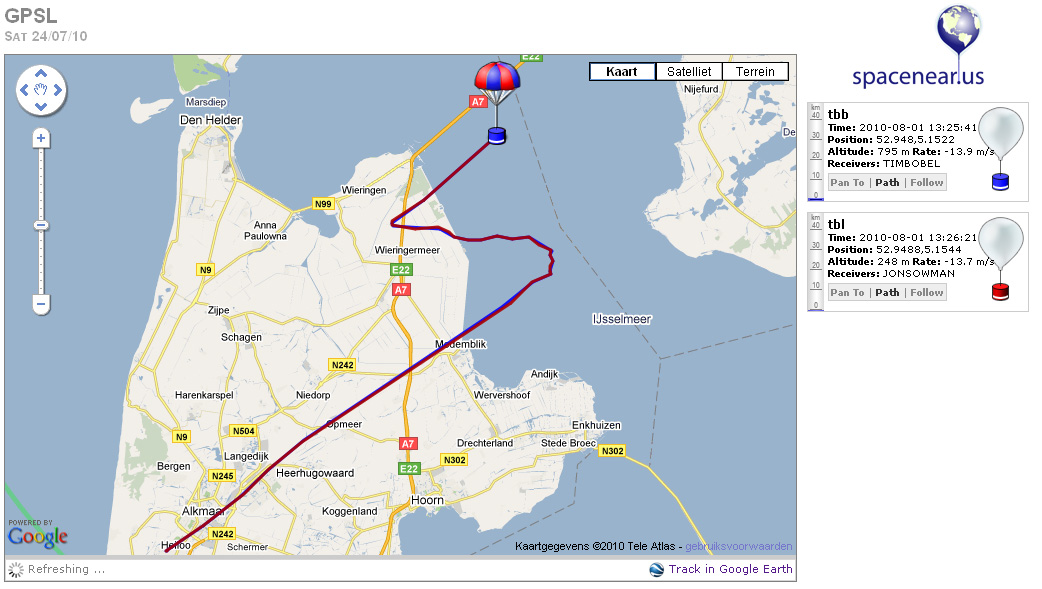 GPSL
SAT 24/07/10
spacenear.us
Kaart
Satelliet
Terrein
E22
A7
Marsdiep
Den Helder
Nijefurd
De
Wieringen
N99
Anna
Paulowna
Wieringermeer
N9
E22
A7
Zijpe
IJsselmeer
Schagen
Medemblik
N242
Andijk
Harenkarspel
Niedorp
Wervershoof
Opmeer
Enkhuizen
N9
N504
A7
Drechterland
Stede Broec
N302
Langedijk
N302
Bergen
E22
Heerhugowaard
N245
Hoorn
Alkmaar
Koggenland
N242
Heiloo
Schermer
POWERED BY
Google
Kaartgegevens ©2010 Tele Atlas - gebruiksvoorwaarden
Refreshing ...
Track in Google Earth
km
40
30
20
10
0
tbb
Time: 2010-08-01 13:25:41
Position: 52.948,5.1522
Altitude: 795 m Rate: -13.9 m/s
Receivers: TIMBOBEL
Pan To | Path | Follow
km
40
30
20
10
0
tbl
Time: 2010-08-01 13:26:21
Position: 52.9488,5.1544
Altitude: 248 m Rate: -13.7 m/s
Receivers: JONSOWMAN
Pan To | Path | Follow